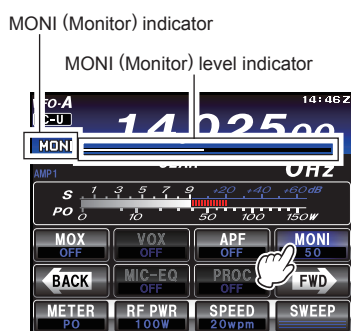 MONI (Monitor) indicator
MONI (Monitor) level indicator
VFO-A
14:46Z
C-U
14.025.00
MONI
AMP1
0Hz
S 1 3 5 7 9 +20 +40 +60dB
PO 0 10 50 100 150W
MOX VOX APF MONI
OFF OFF OFF 50
BACK MIC-EQ PROC FWD
OFF OFF
METER RF PWR SPEED SWEEP
PO 100W 20wpm